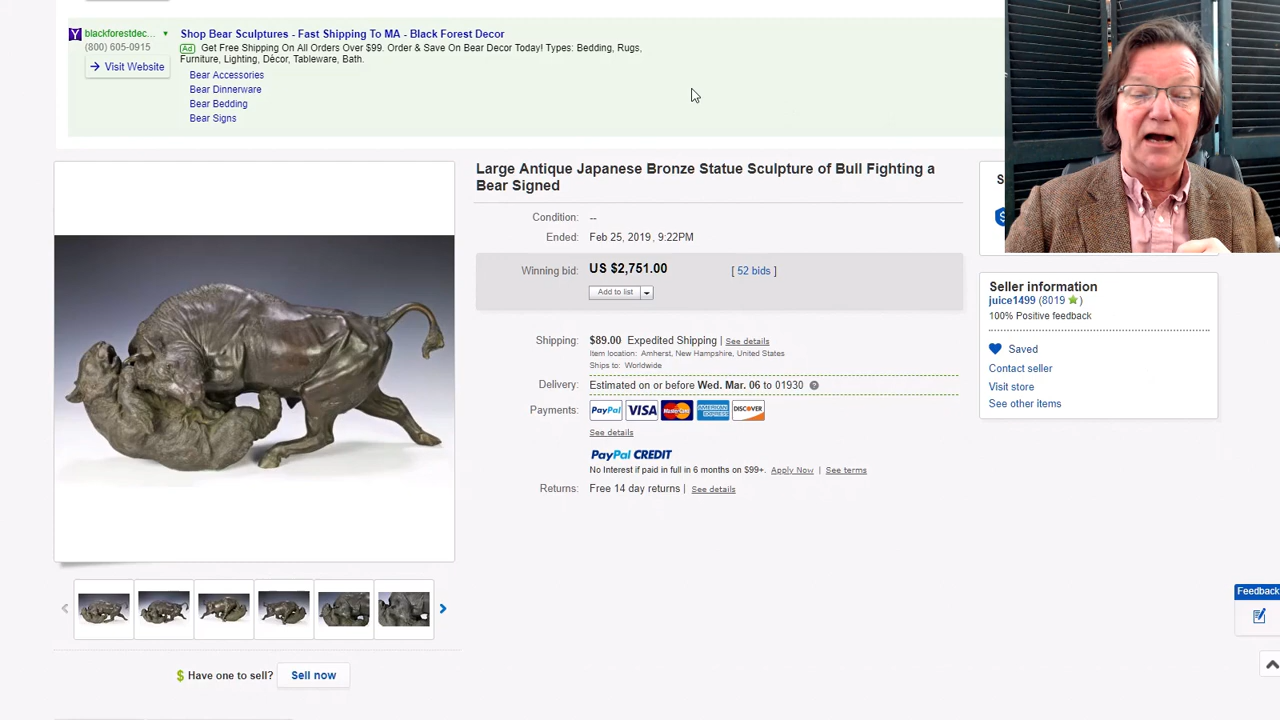 blackforestdec...
(800) 605-0915
Visit Website
Shop Bear Sculptures - Fast Shipping To MA - Black Forest Decor
Ad Get Free Shipping On All Orders Over $99. Order & Save On Bear Decor Today! Types: Bedding, Rugs,
Furniture, Lighting, Décor, Tableware, Bath.
Bear Accessories
Bear Dinnerware
Bear Bedding
Bear Signs
Large Antique Japanese Bronze Statue Sculpture of Bull Fighting a
Bear Signed
Condition: --
Ended: Feb 25, 2019 , 9:22PM
Winning bid: US $2,751.00 [ 52 bids ]
Add to list
Shipping: $89.00 Expedited Shipping | See details
Item location: Amherst, New Hampshire, United States
Ships to: Worldwide
Delivery: Estimated on or before Wed. Mar. 06 to 01930
Payments: PayPal VISA MasterCard AMERICAN EXPRESS DISCOVER
See details
PayPal CREDIT
No Interest if paid in full in 6 months on $99+. Apply Now | See terms
Returns: Free 14 day returns | See details
S
Seller information
juice1499 (8019)
100% Positive feedback
Saved
Contact seller
Visit store
See other items
Feedback
$ Have one to sell? Sell now